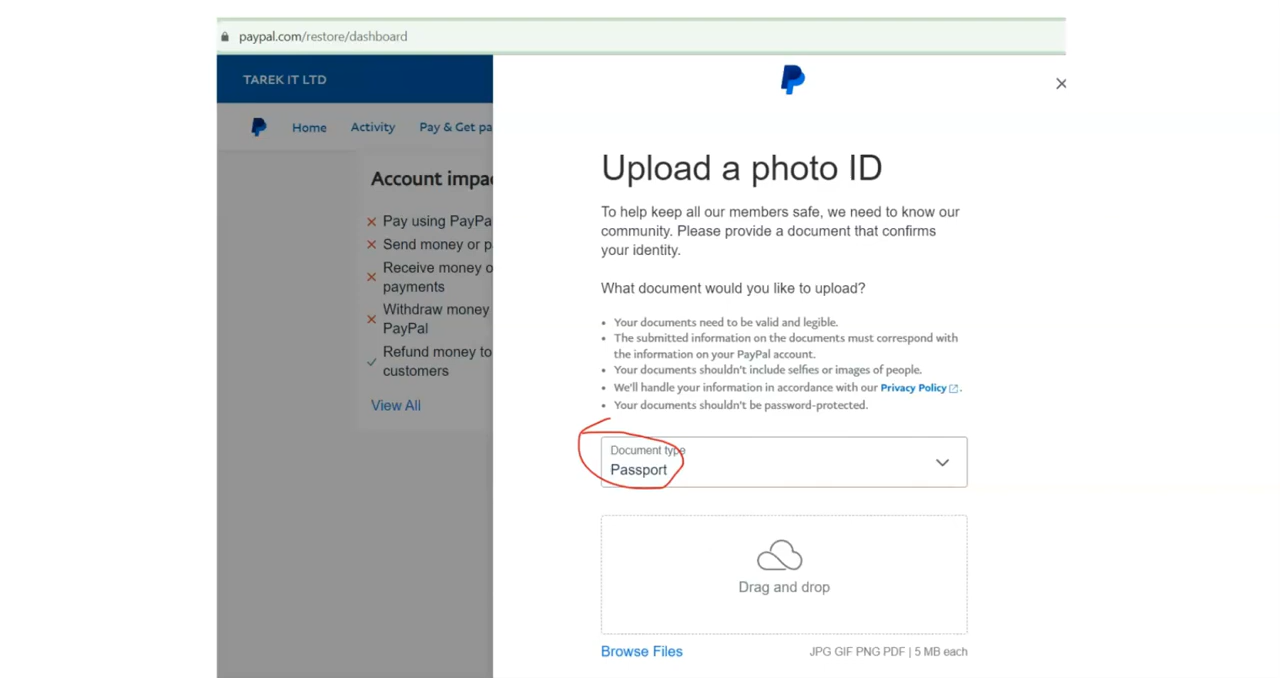 paypal.com/restore/dashboard
TAREK IT LTD
Home Activity Pay & Get pa
Account impac
Pay using PayPa
Send money or p
Receive money o
payments
Withdraw money
PayPal
Refund money to
customers
View All
Upload a photo ID
To help keep all our members safe, we need to know our
community. Please provide a document that confirms
your identity.
What document would you like to upload?
• Your documents need to be valid and legible.
• The submitted information on the documents must correspond with
the information on your PayPal account.
• Your documents shouldn't include selfies or images of people.
• We'll handle your information in accordance with our Privacy Policy.
• Your documents shouldn't be password-protected.
Document type
Passport
Drag and drop
Browse Files JPG GIF PNG PDF | 5 MB each